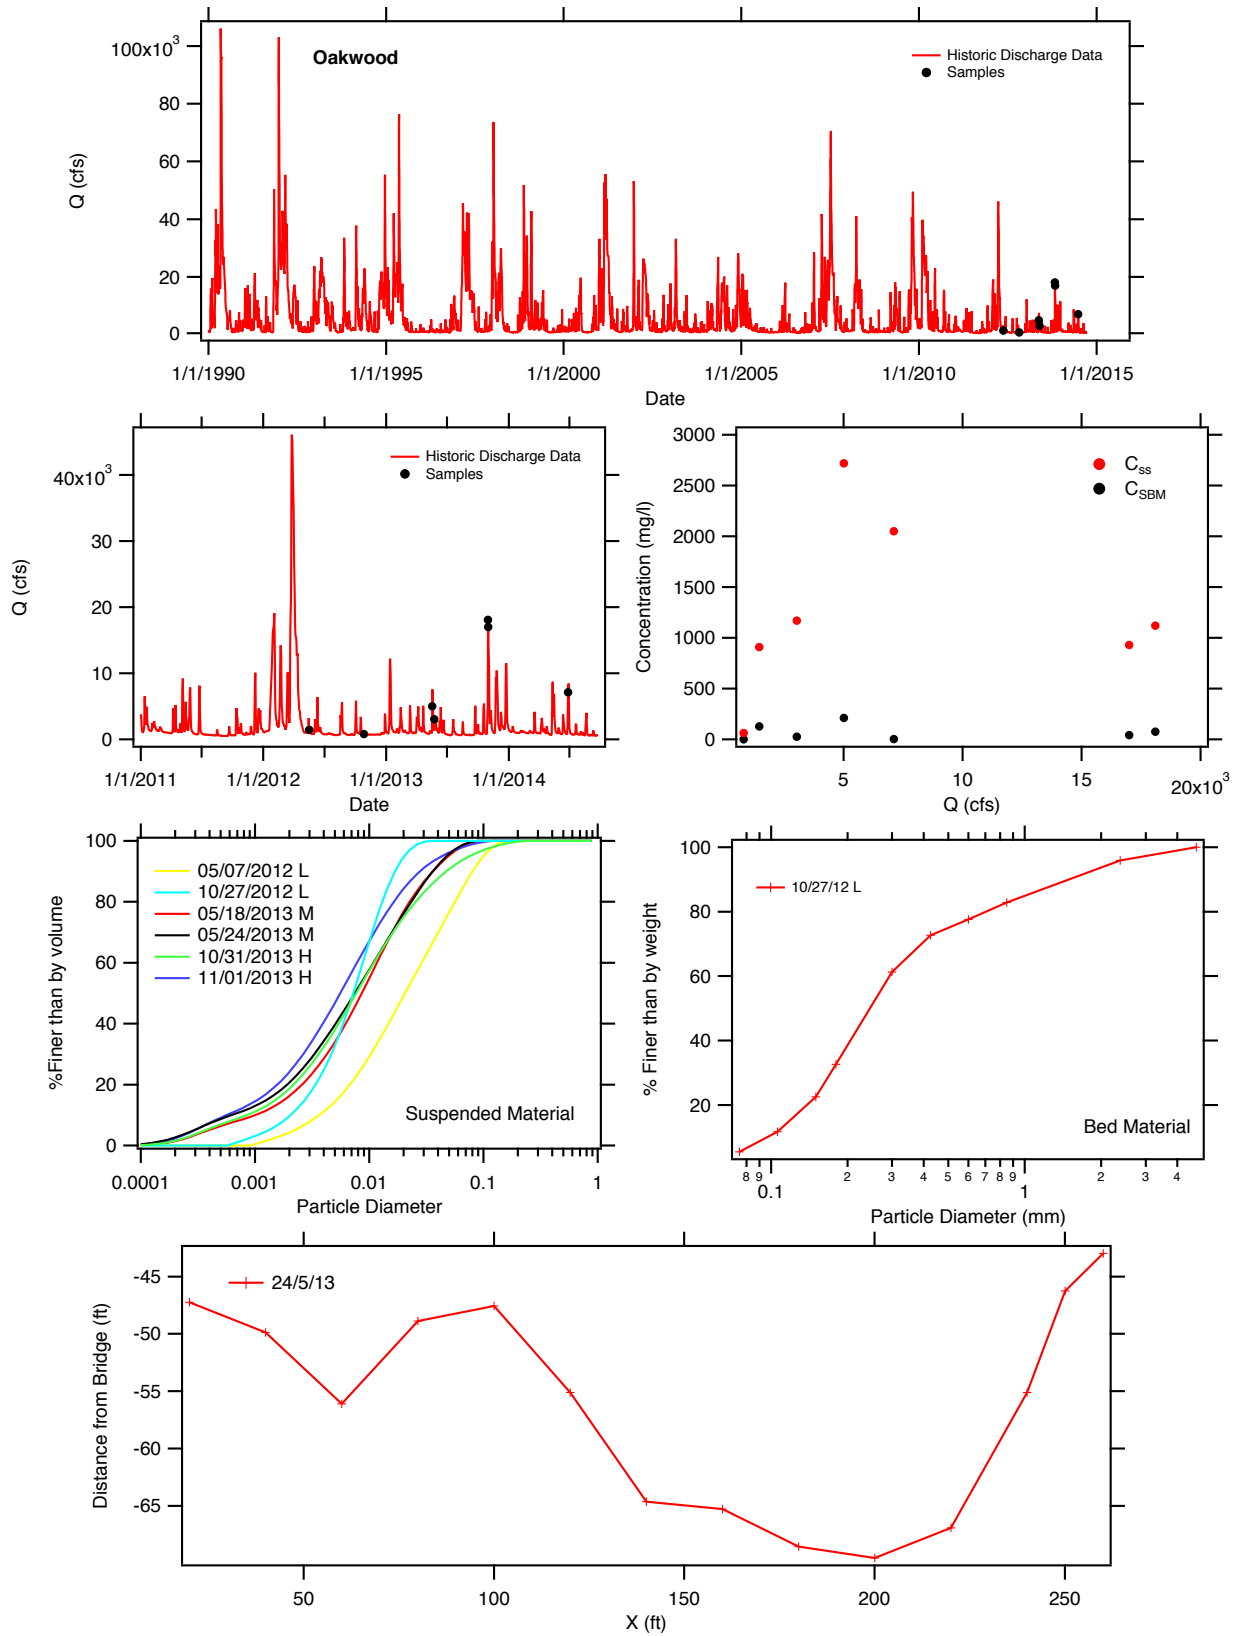 Oakwood
Historic Discharge Data
Samples
100x10³
80
60
40
20
0
Q (cfs)
1/1/1990
1/1/1995
1/1/2000
1/1/2005
1/1/2010
1/1/2015
Date
Historic Discharge Data
Samples
40x10³
30
20
10
0
Q (cfs)
1/1/2011
1/1/2012
1/1/2013
1/1/2014
Date
C_ss
C_SBM
3000
2500
2000
1500
1000
500
0
Concentration (mg/l)
5
10
15
20x10³
Q (cfs)
100
80
60
40
20
0
%Finer than by volume
05/07/2012 L
10/27/2012 L
05/18/2013 M
05/24/2013 M
10/31/2013 H
11/01/2013 H
Suspended Material
0.0001
0.001
0.01
0.1
1
Particle Diameter
100
80
60
40
20
% Finer than by weight
10/27/12 L
Bed Material
8 9 2 3 4 5 6 7 8 9 2 3 4
0.1 1
Particle Diameter (mm)
24/5/13
-45
-50
-55
-60
-65
Distance from Bridge (ft)
50
100
150
200
250
X (ft)